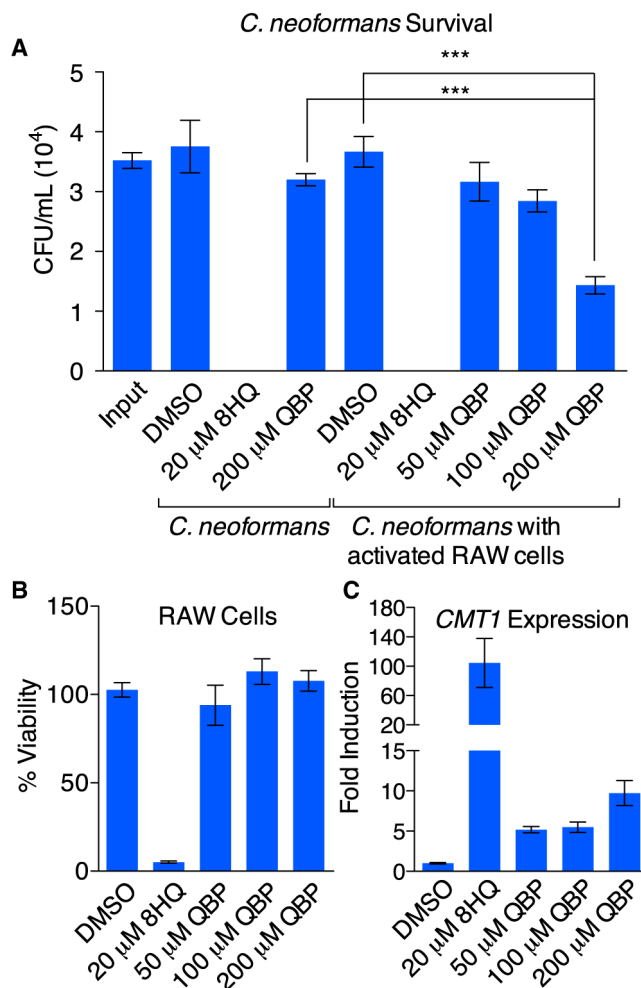 C. neoformans Survival
A
***
***
5
4
3
2
1
0
CFU/mL (10⁴)
Input
DMSO
20 µM 8HQ
200 µM QBP
DMSO
20 µM 8HQ
50 µM QBP
100 µM QBP
200 µM QBP
C. neoformans
C. neoformans with
activated RAW cells
B
RAW Cells
150
100
50
0
% Viability
DMSO
20 µM 8HQ
50 µM QBP
100 µM QBP
200 µM QBP
C
CMT1 Expression
180
140
100
60
20
15
10
5
0
Fold Induction
DMSO
20 µM 8HQ
50 µM QBP
100 µM QBP
200 µM QBP